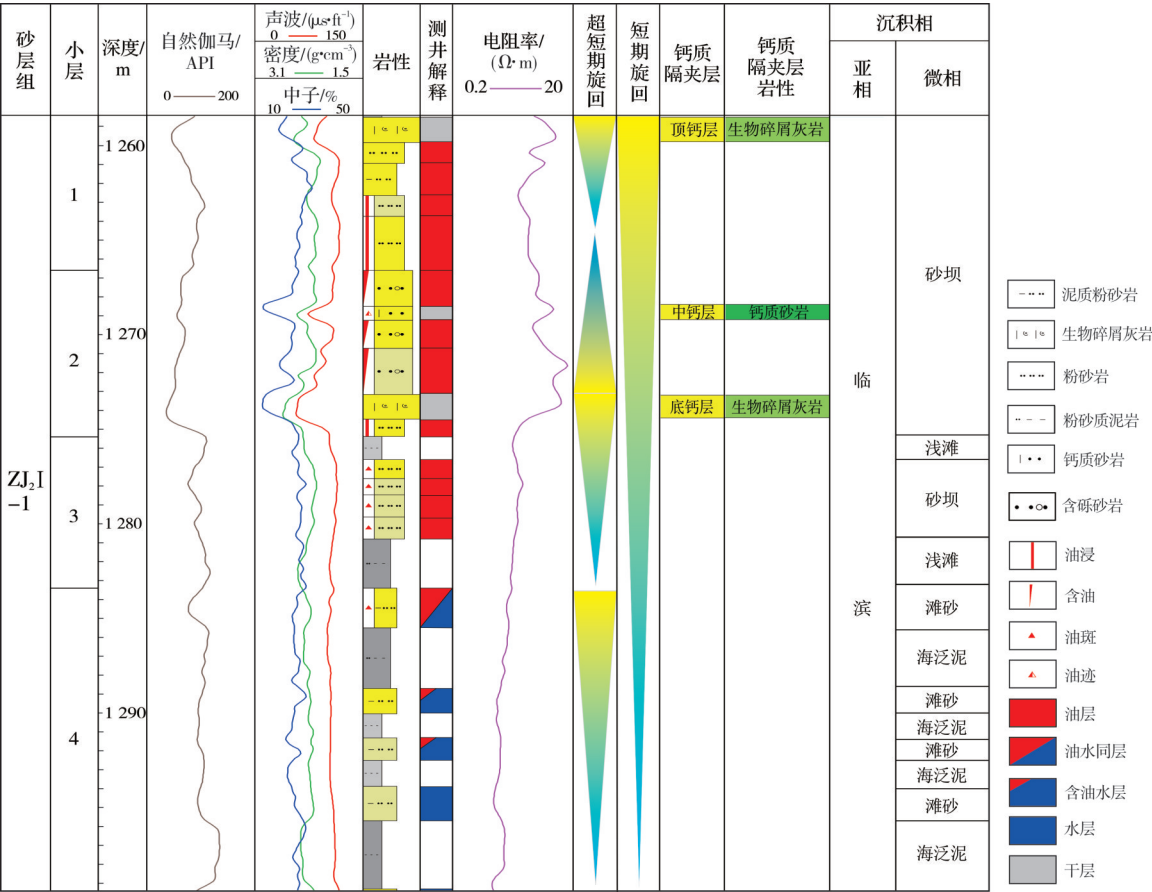 砂层组
小层
深度/
m
自然伽马/
API
0 200
声波/(μs•ft⁻¹)
0 150
密度/(g•cm⁻³)
3.1 1.5
中子/%
10 50
岩性
测井解释
电阻率/
(Ω•m)
0.2 20
超短期旋回
短期旋回
钙质
隔夹层
钙质
隔夹层
岩性
沉积相
亚相
微相
ZJ₂I
-1
1
2
3
4
1 260
1 270
1 280
1 290
顶钙层
生物碎屑灰岩
中钙层
钙质砂岩
底钙层
生物碎屑灰岩
临
滨
砂坝
浅滩
砂坝
浅滩
滩砂
海泛泥
滩砂
海泛泥
滩砂
海泛泥
滩砂
海泛泥
泥质粉砂岩
生物碎屑灰岩
粉砂岩
粉砂质泥岩
钙质砂岩
含砾砂岩
油浸
含油
油斑
油迹
油层
油水同层
含油水层
水层
干层